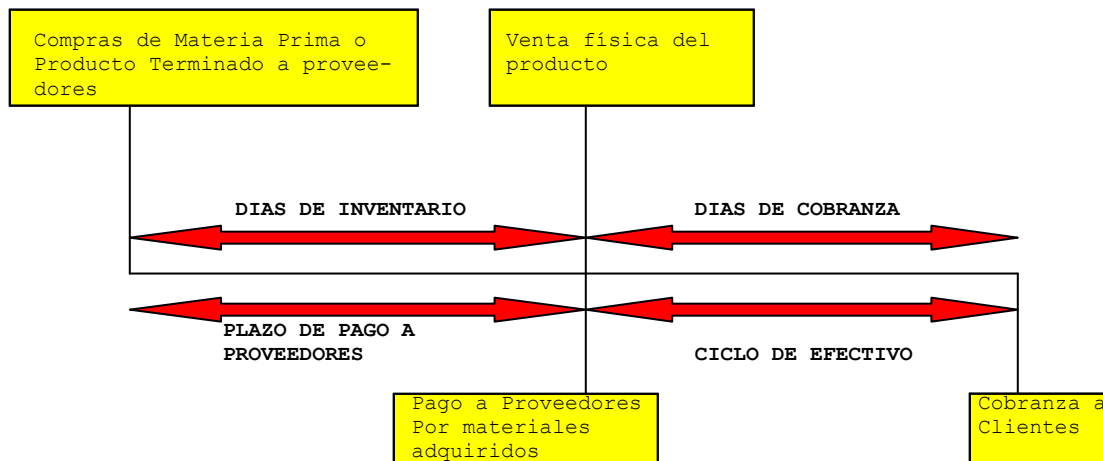 Compras de Materia Prima o
Producto Terminado a provee-
dores
Venta física del
producto
DIAS DE INVENTARIO
DIAS DE COBRANZA
PLAZO DE PAGO A
PROVEEDORES
CICLO DE EFECTIVO
Pago a Proveedores
Por materiales
adquiridos
Cobranza a
Clientes